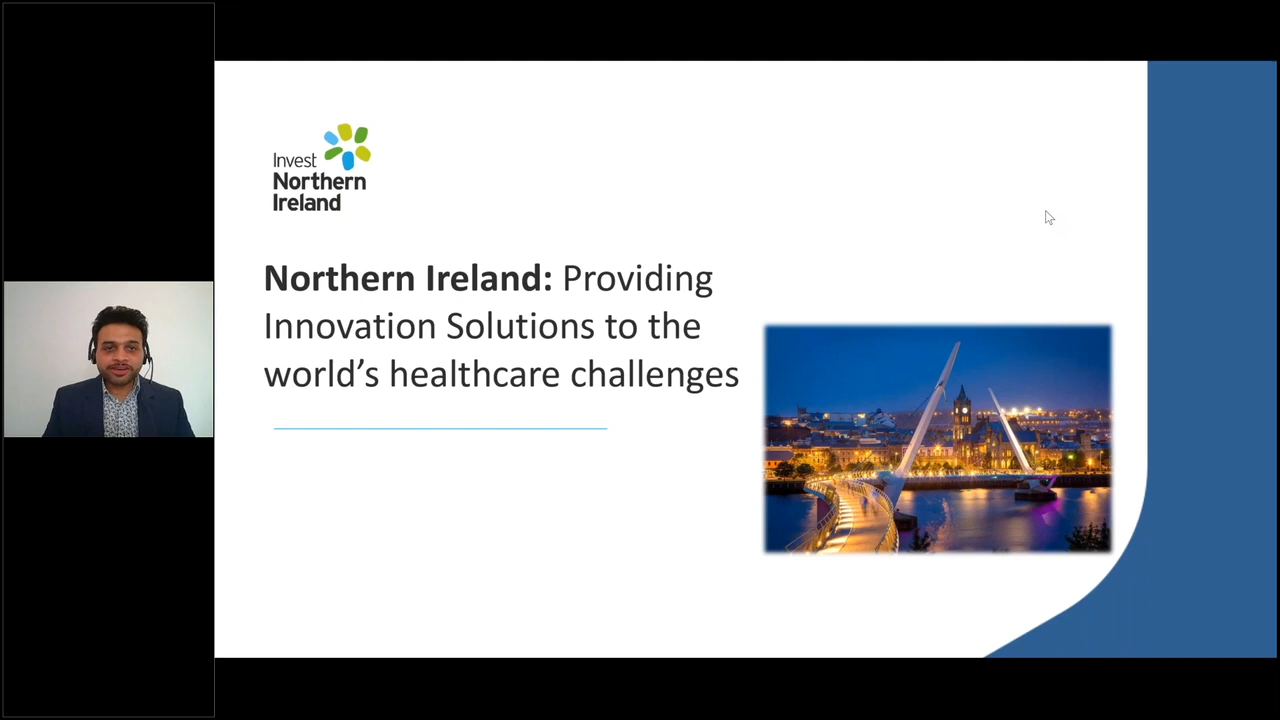 Invest
Northern
Ireland
Northern Ireland: Providing
Innovation Solutions to the
world’s healthcare challenges